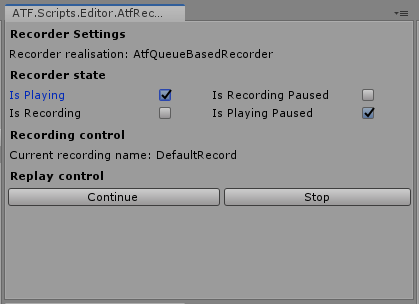 ATF.Scripts.Editor.AtfRec...
Recorder Settings
Recorder realisation: AtfQueueBasedRecorder
Recorder state
Is Playing Is Recording Paused
Is Recording Is Playing Paused
Recording control
Current recording name: DefaultRecord
Replay control
Continue Stop